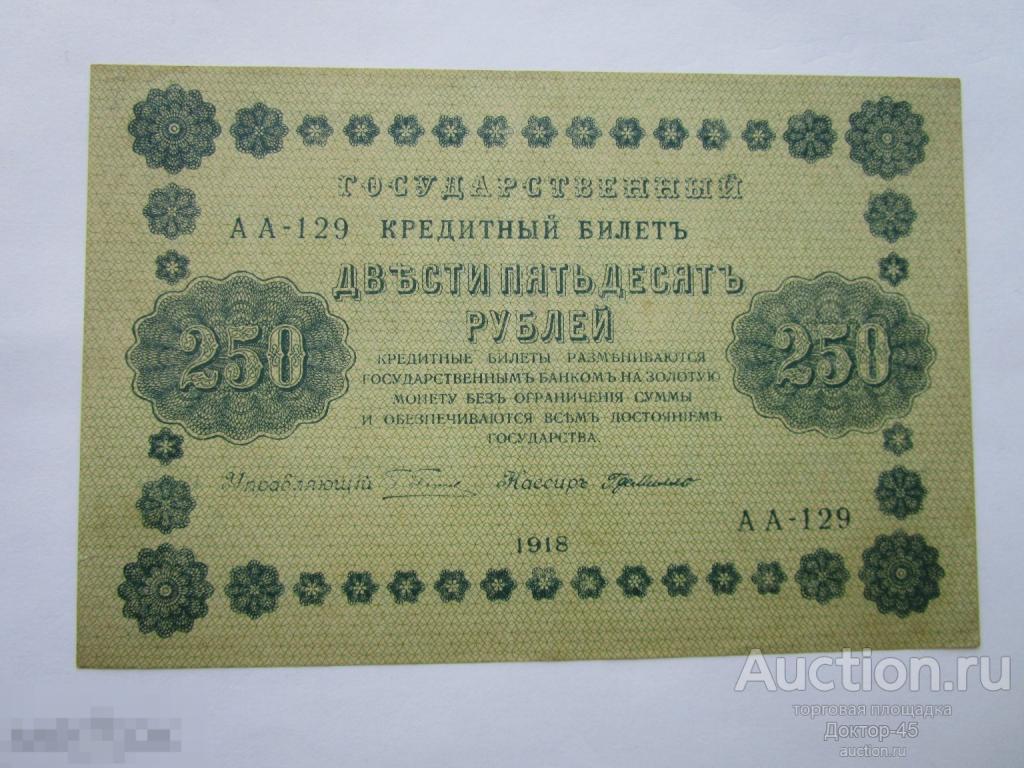 ГОСУДАРСТВЕННЫЙ
АА-129 КРЕДИТНЫЙ БИЛЕТЪ
ДВѢСТИ ПЯТЬДЕСЯТЪ
РУБЛЕЙ
250 250
КРЕДИТНЫЕ БИЛЕТЫ РАЗМѢНИВАЮТСЯ
ГОСУДАРСТВЕННЫМЪ БАНКОМЪ НА ЗОЛОТУЮ
МОНЕТУ БЕЗЪ ОГРАНИЧЕНІЯ СУММЫ
И ОБЕЗПЕЧИВАЮТСЯ ВСѢМЪ ДОСТОЯНІЕМЪ
ГОСУДАРСТВА.
Управляющій Кассиръ
АА-129
1918
Auction.ru
торговая площадка
Доктор-45
auction.ru